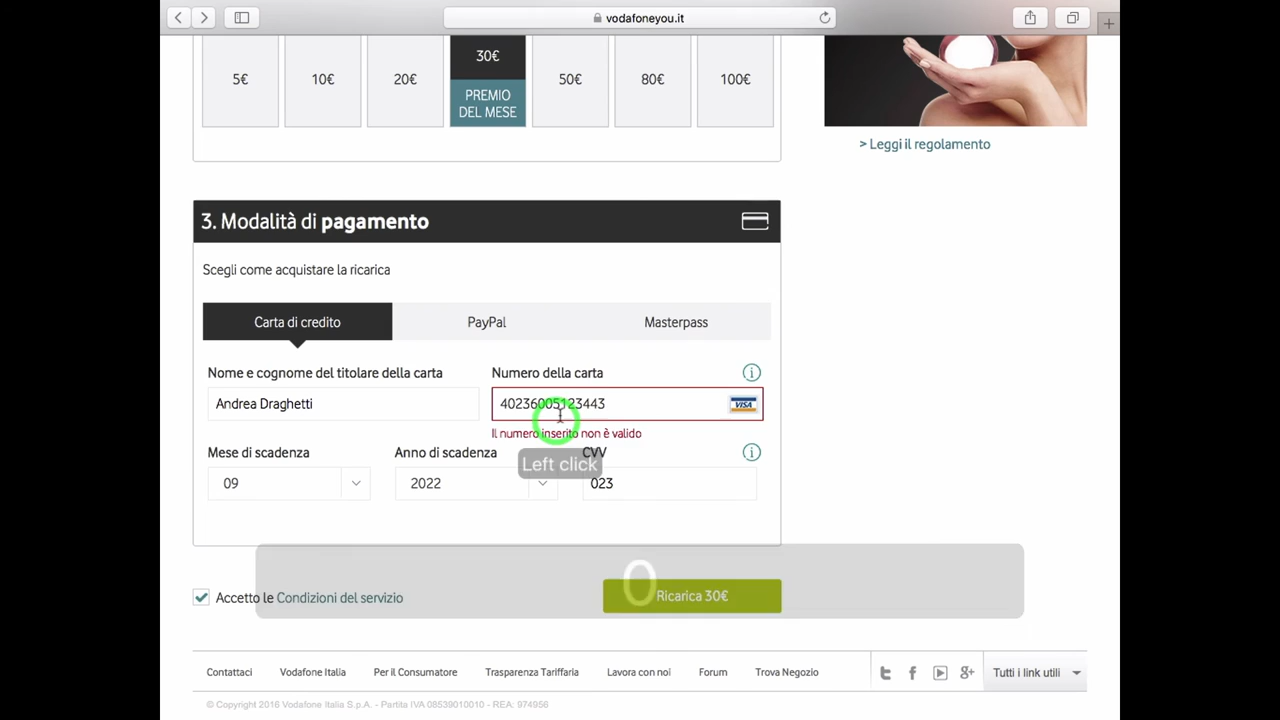 vodafoneyou.it
5€ 10€ 20€ 30€ 50€ 80€ 100€
PREMIO
DEL MESE
> Leggi il regolamento
3. Modalità di pagamento
Scegli come acquistare la ricarica
Carta di credito PayPal Masterpass
Nome e cognome del titolare della carta Numero della carta
Andrea Draghetti 40236005123443 VISA
Il numero inserito non è valido
Mese di scadenza Anno di scadenza CVV
Left click
09 2022 023
0
Accetto le Condizioni del servizio Ricarica 30€
Contattaci Vodafone Italia Per il Consumatore Trasparenza Tariffaria Lavora con noi Forum Trova Negozio Tutti i link utili
© Copyright 2016 Vodafone Italia S.p.A. - Partita IVA 08539010010 - REA: 974956